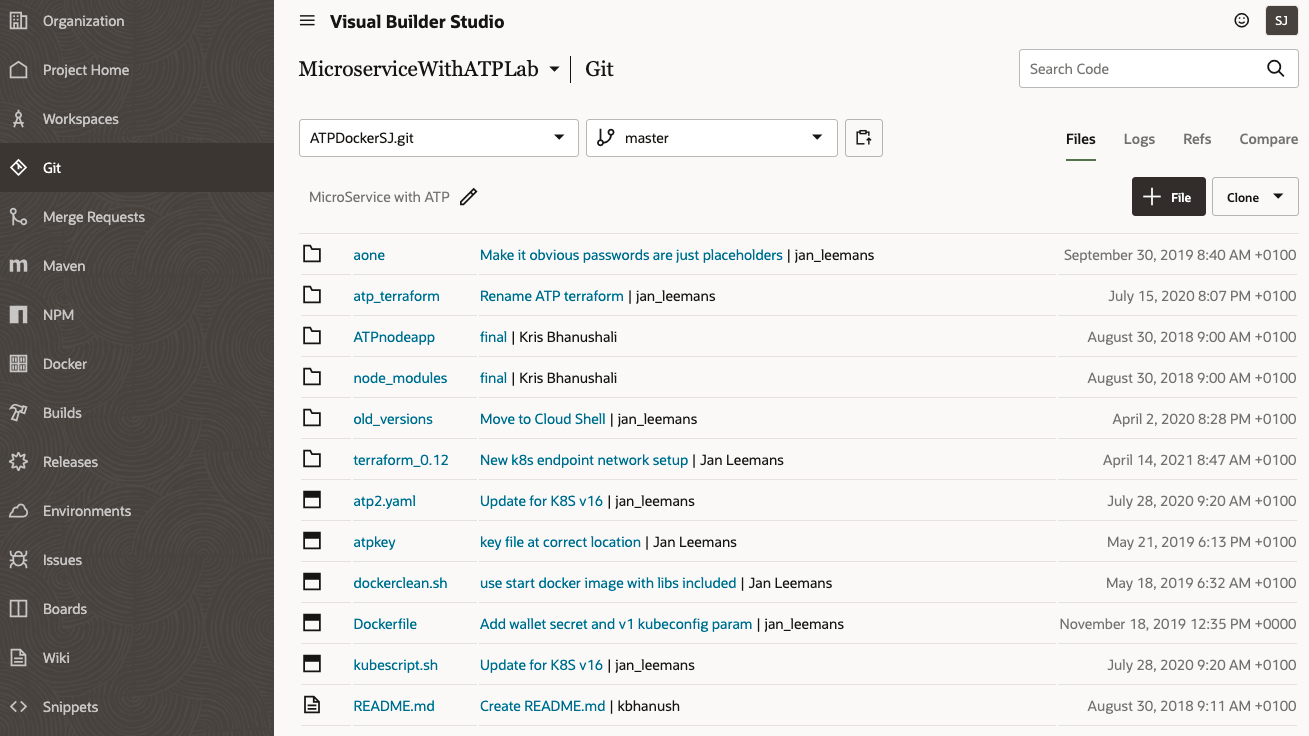 Organization
Project Home
Workspaces
Git
Merge Requests
Maven
NPM
Docker
Builds
Releases
Environments
Issues
Boards
Wiki
Snippets
Visual Builder Studio
SJ
MicroserviceWithATPLab | Git
Search Code
ATPDockerSJ.git
master
Files Logs Refs Compare
MicroService with ATP
File
Clone
aone Make it obvious passwords are just placeholders | jan_leemans September 30, 2019 8:40 AM +0100
atp_terraform Rename ATP terraform | jan_leemans July 15, 2020 8:07 PM +0100
ATPnodeapp final | Kris Bhanushali August 30, 2018 9:00 AM +0100
node_modules final | Kris Bhanushali August 30, 2018 9:00 AM +0100
old_versions Move to Cloud Shell | jan_leemans April 2, 2020 8:28 PM +0100
terraform_0.12 New k8s endpoint network setup | Jan Leemans April 14, 2021 8:47 AM +0100
atp2.yaml Update for K8S v16 | jan_leemans July 28, 2020 9:20 AM +0100
atpkey key file at correct location | Jan Leemans May 21, 2019 6:13 PM +0100
dockerclean.sh use start docker image with libs included | Jan Leemans May 18, 2019 6:32 AM +0100
Dockerfile Add wallet secret and v1 kubeconfig param | jan_leemans November 18, 2019 12:35 PM +0000
kubescript.sh Update for K8S v16 | jan_leemans July 28, 2020 9:20 AM +0100
README.md Create README.md | kbhanush August 30, 2018 9:11 AM +0100